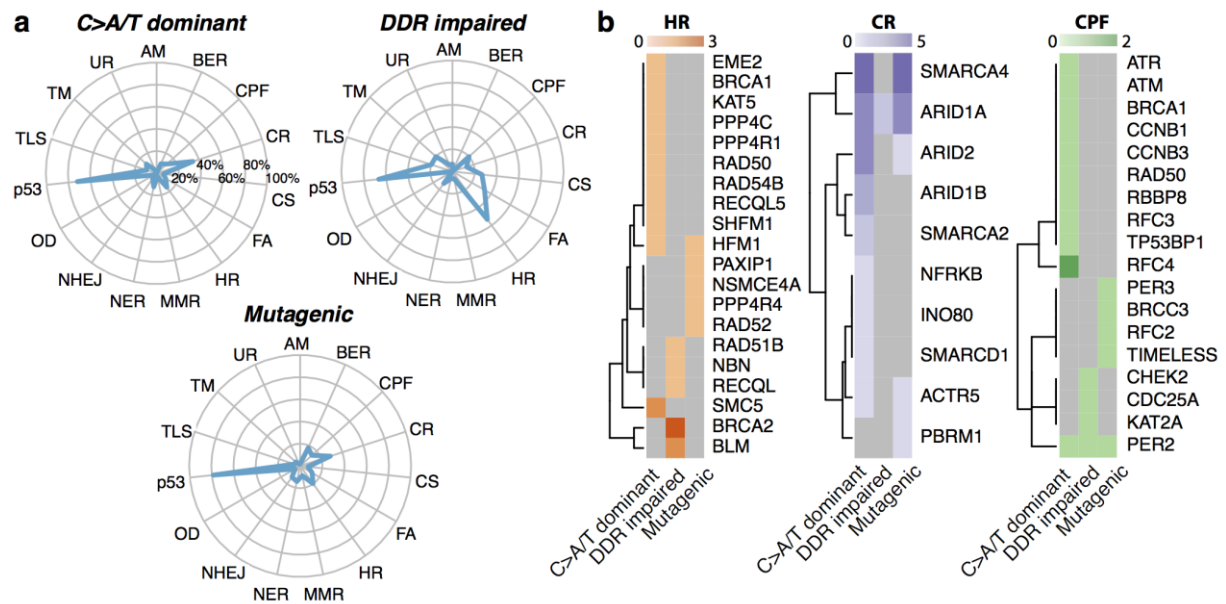 a
C>A/T dominant
AM
BER
CPF
CR
CS
FA
HR
MMR
NER
NHEJ
OD
p53
TLS
TM
UR
20%
40%
60%
80%
100%
DDR impaired
AM
BER
CPF
CR
CS
FA
HR
MMR
NER
NHEJ
OD
p53
TLS
TM
UR
Mutagenic
AM
BER
CPF
CR
CS
FA
HR
MMR
NER
NHEJ
OD
p53
TLS
TM
UR
b
HR
0 3
EME2
BRCA1
KAT5
PPP4C
PPP4R1
RAD50
RAD54B
RECQL5
SHFM1
HFM1
PAXIP1
NSMCE4A
PPP4R4
RAD52
RAD51B
NBN
RECQL
SMC5
BRCA2
BLM
C>A/T dominant
DDR impaired
Mutagenic
CR
0 5
SMARCA4
ARID1A
ARID2
ARID1B
SMARCA2
NFRKB
INO80
SMARCD1
ACTR5
PBRM1
C>A/T dominant
DDR impaired
Mutagenic
CPF
0 2
ATR
ATM
BRCA1
CCNB1
CCNB3
RAD50
RBBP8
RFC3
TP53BP1
RFC4
PER3
BRCC3
RFC2
TIMELESS
CHEK2
CDC25A
KAT2A
PER2
C>A/T dominant
DDR impaired
Mutagenic